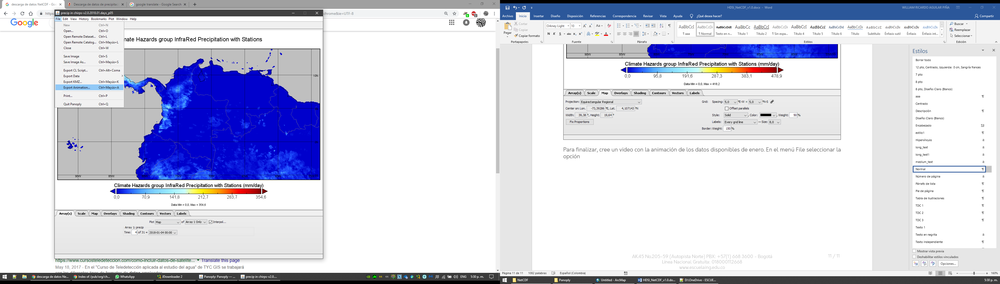 descarga de datos NetCDF - Goo
Descarga de datos de precipitac
google translate - Google Search
https:
chrome&ie=UTF-8
Google
precip in chirps-v2.0.2018.01.days_p05
File Edit View History Bookmarks Plot Window Help
New Ctrl+N
Open... Ctrl+O
Open Remote Dataset... Ctrl+L
Open Remote Catalog... Ctrl+Mayús+L
Close Ctrl+W
Save Image Ctrl+S
Save Image As... Ctrl+Mayús+S
Export CL Script... Ctrl+Alt+Coma
Export Data
Export KMZ... Ctrl+Mayús+K
Export Animation... Ctrl+Mayús+A
Print... Ctrl+P
Quit Panoply Ctrl+Q
mate Hazards group InfraRed Precipitation with Stations
10N
90W 85W 75W 70W
Climate Hazards group InfraRed Precipitation with Stations (mm/day)
0,0 70,9 141,8 212,7 283,7 354,6
Data Min = 0,0, Max = 354,6
Array(s) Scale Map Overlays Shading Contours Vectors Labels
Plot Map of Array 1 Only Interpol...
Array 1: precip
Time: 4 of 31 = 2018-01-04 00:00
https://www.cursosteledeteccion.com/como-incluir-datos-de-satelite... Translate this page
May 18, 2017 - En el "Curso de Teledetección aplicada al estudio del agua" de TYC GIS se trabajará
descarga de datos Ne...
Index of /pub/org/ch...
WhatsApp
JDownloader 2
Panoply: Panoply — ...
precip in chirps-v2.0....
44 44
ENG 5:30 p. m.
HDSI_NetCDF_v1.0.docx - Word
WILLIAM RICARDO AGUILAR PIÑA
Archivo Inicio Insertar Diseño Disposición Referencias Correspondencia Revisar Vista Ayuda ¿Qué desea hacer? Compartir
Pegar
Cortar
Copiar
Copiar formato
Portapapeles
Orkney Light 10
N K S abc x₂ x²
Fuente
Párrafo
AaBbCcI AaBbCcDc AaBbCcDdE AaBbCc AaBbCcI AaBbCcDc AaBbCcI AaBbCcI AaBbCcDd AaBbCcDc AaBbCcC AaBbCcDc AaBbCcDc AaBbCcDc
¶ aaa ¶ Normal Texto en n... Título 1 Título 2 ¶ Sin espa... Título 4 Título 5 Título 6 Título Subtítulo Énfasis sutil Énfasis Énfasis int...
Estilos
Buscar
Reemplazar
Seleccionar
Edición
90W 85W
Climate Hazards group InfraRed Precipitation with Stations (mm/day)
0,0 95,8 191,6 287,3 383,1 478,9
Data Min = 0,0, Max = 418,2
Array(s) Scale Map Overlays Shading Contours Vectors Labels
Projection: Equirectangular Regional
Center on: Lon. -73,39286 °E, Lat. 4,107143 °N
Width: 39,38 °, Height: 19,64 °
Fix Proportions
Grid: Spacing: 5,0 °E-W × 5,0 °N-S
Offset parallels
Style: Solid , Color: , Weight: 50 %
Labels: Every grid line — Size: 8,0
Border: Weight: 150 %
Para finalizar, cree un video con la animación de los datos disponibles de enero. En el menú File seleccionar la
opción
AK.45 No.205-59 (Autopista Norte) PBX: +57(1) 668 3600 - Bogotá
Línea Nacional Gratuita: 018000112668
www.escuelaing.edu.co
11 / 11
Estilos
Borrar todo
12 pto, Centrado, Izquierda: 0 cm, Sangría frances
7 pto
8 pto
8 pto, Diseño: Claro (Blanco)
aaa ¶
Centrado
Descripción ¶
Diseño: Claro (Blanco)
Encabezado ¶a
estilo1 ¶
Hipervínculo a
long_text a
long_text1 a
medium_text a
Normal ¶
Número de página a
Párrafo de lista ¶
Pie de página ¶
Tabla de ilustraciones ¶
TDC 1 ¶
TDC 2 ¶
TDC 3 ¶
Texto 1
Texto en negrita a
Texto independiente ¶
Mostrar vista previa
Deshabilitar estilos vinculados
Opciones...
Página 11 de 11 1082 palabras Español (Colombia) 160%
NetCDF
Panoply
Untitled - ArcMap
HDSI_NetCDF_v1.0.do...
D:\OneDrive - ESCUE...
5:30 p. m.